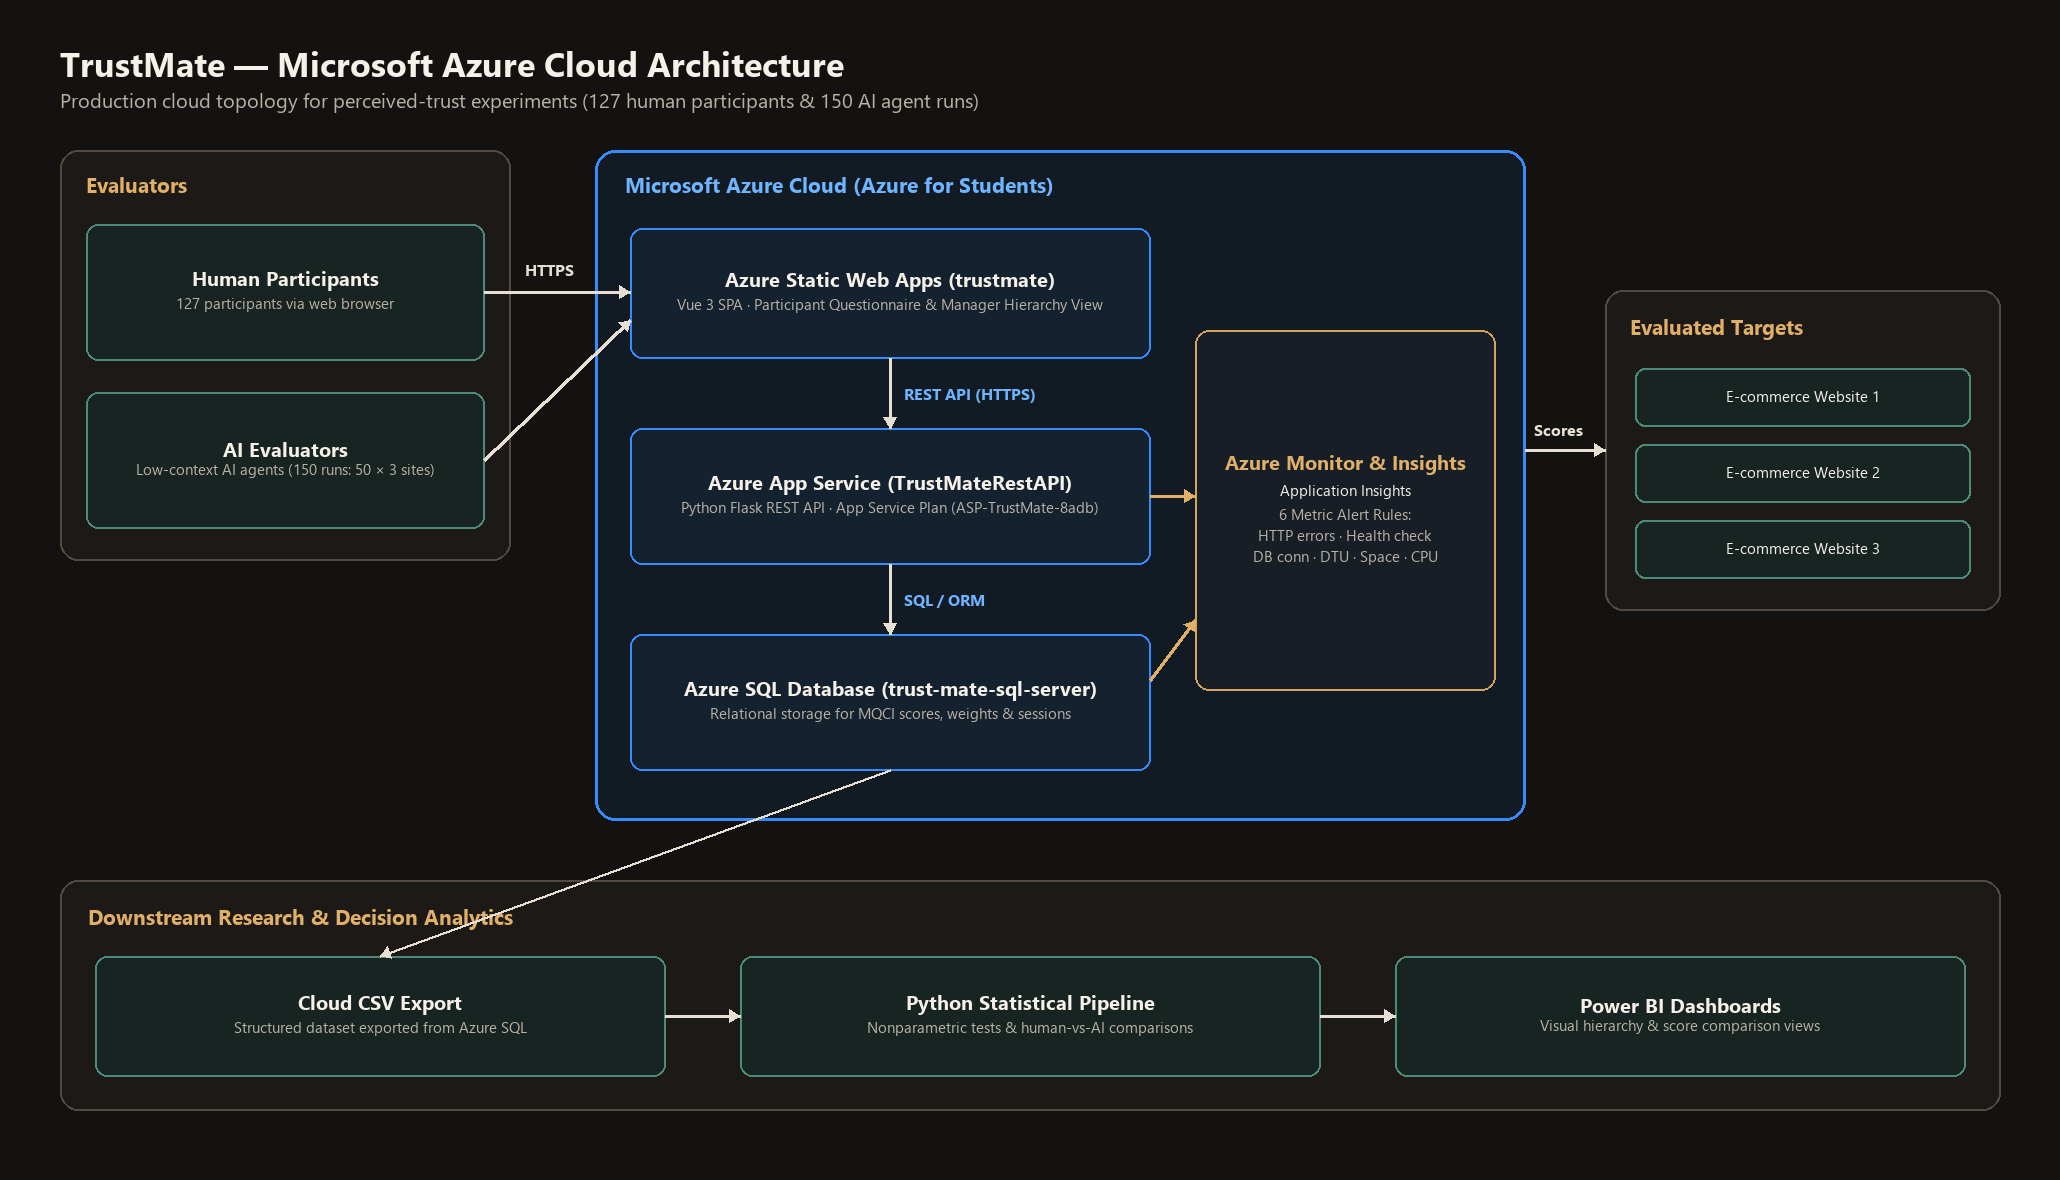 TrustMate — Microsoft Azure Cloud Architecture
Production cloud topology for perceived-trust experiments (127 human participants & 150 AI agent runs)
Evaluators
Human Participants
127 participants via web browser
AI Evaluators
Low-context AI agents (150 runs: 50 × 3 sites)
HTTPS
Microsoft Azure Cloud (Azure for Students)
Azure Static Web Apps (trustmate)
Vue 3 SPA · Participant Questionnaire & Manager Hierarchy View
REST API (HTTPS)
Azure App Service (TrustMateRestAPI)
Python Flask REST API · App Service Plan (ASP-TrustMate-8adb)
SQL / ORM
Azure SQL Database (trust-mate-sql-server)
Relational storage for MQCI scores, weights & sessions
Azure Monitor & Insights
Application Insights
6 Metric Alert Rules:
HTTP errors · Health check
DB conn · DTU · Space · CPU
Scores
Evaluated Targets
E-commerce Website 1
E-commerce Website 2
E-commerce Website 3
Downstream Research & Decision Analytics
Cloud CSV Export
Structured dataset exported from Azure SQL
Python Statistical Pipeline
Nonparametric tests & human-vs-AI comparisons
Power BI Dashboards
Visual hierarchy & score comparison views